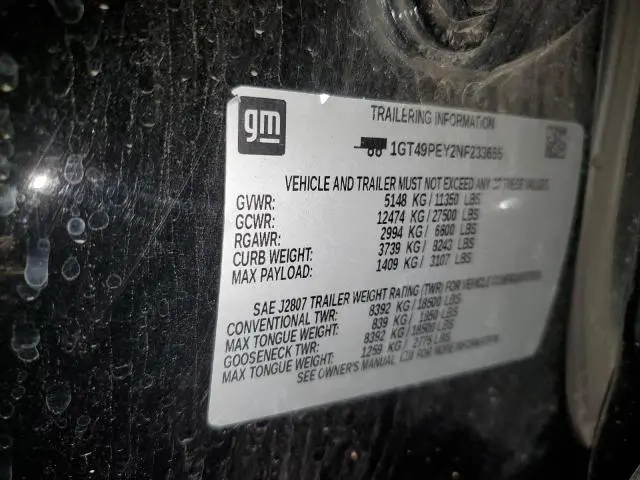 gm
TRAILERING INFORMATION
1GT49PEY2NF233655
VEHICLE AND TRAILER MUST NOT EXCEED ANY OF THESE VALUES
GVWR: 5148 KG / 11350 LBS
GCWR: 12474 KG / 27500 LBS
RGAWR: 2994 KG / 6600 LBS
CURB WEIGHT: 3739 KG / 8243 LBS
MAX PAYLOAD: 1409 KG / 3107 LBS
SAE J2807 TRAILER WEIGHT RATING (TWR) FOR VEHICLE CONFIGURATION
CONVENTIONAL TWR: 8392 KG / 18500 LBS
MAX TONGUE WEIGHT: 839 KG / 1850 LBS
GOOSENECK TWR: 8392 KG / 18500 LBS
MAX TONGUE WEIGHT: 1259 KG / 2775 LBS
SEE OWNER'S MANUAL FOR MORE INFORMATION